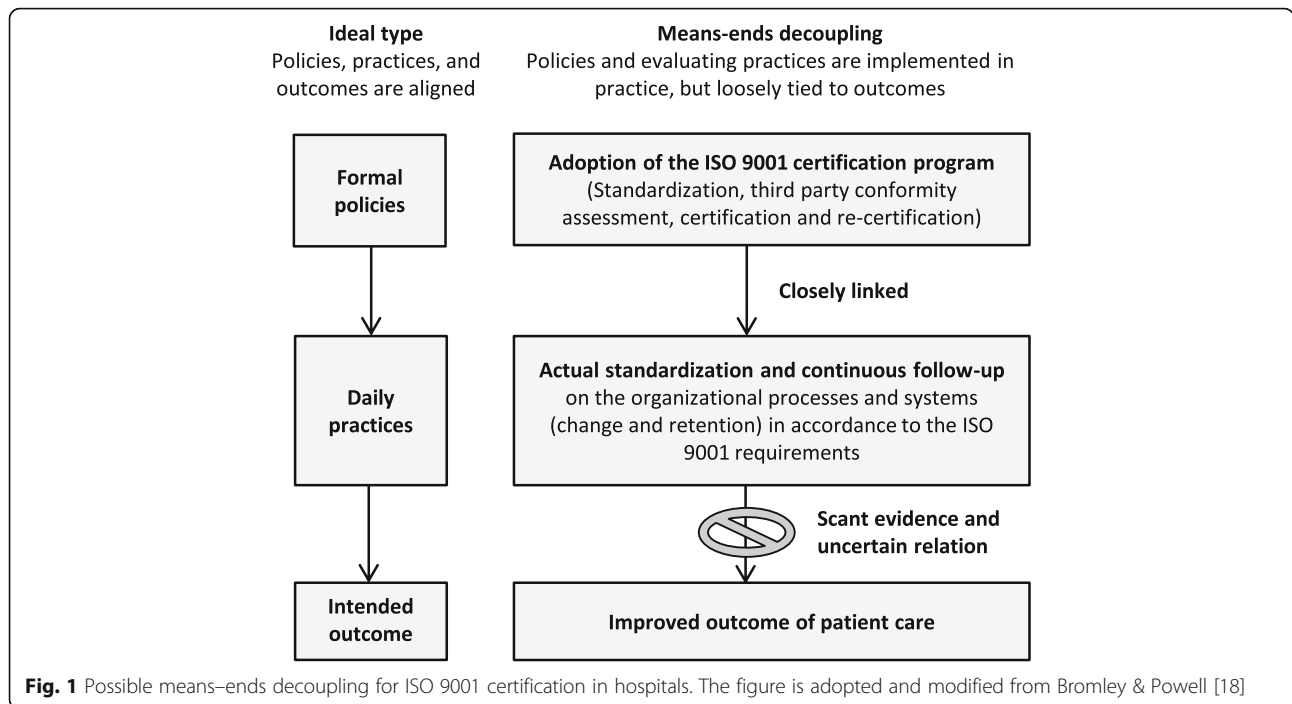 Ideal type
Policies, practices, and
outcomes are aligned
Means-ends decoupling
Policies and evaluating practices are implemented in
practice, but loosely tied to outcomes
Formal
policies
Adoption of the ISO 9001 certification program
(Standardization, third party conformity
assessment, certification and re-certification)
Closely linked
Daily
practices
Actual standardization and continuous follow-up
on the organizational processes and systems
(change and retention) in accordance to the ISO
9001 requirements
Scant evidence and
uncertain relation
Intended
outcome
Improved outcome of patient care
Fig. 1 Possible means–ends decoupling for ISO 9001 certification in hospitals. The figure is adopted and modified from Bromley & Powell [18]